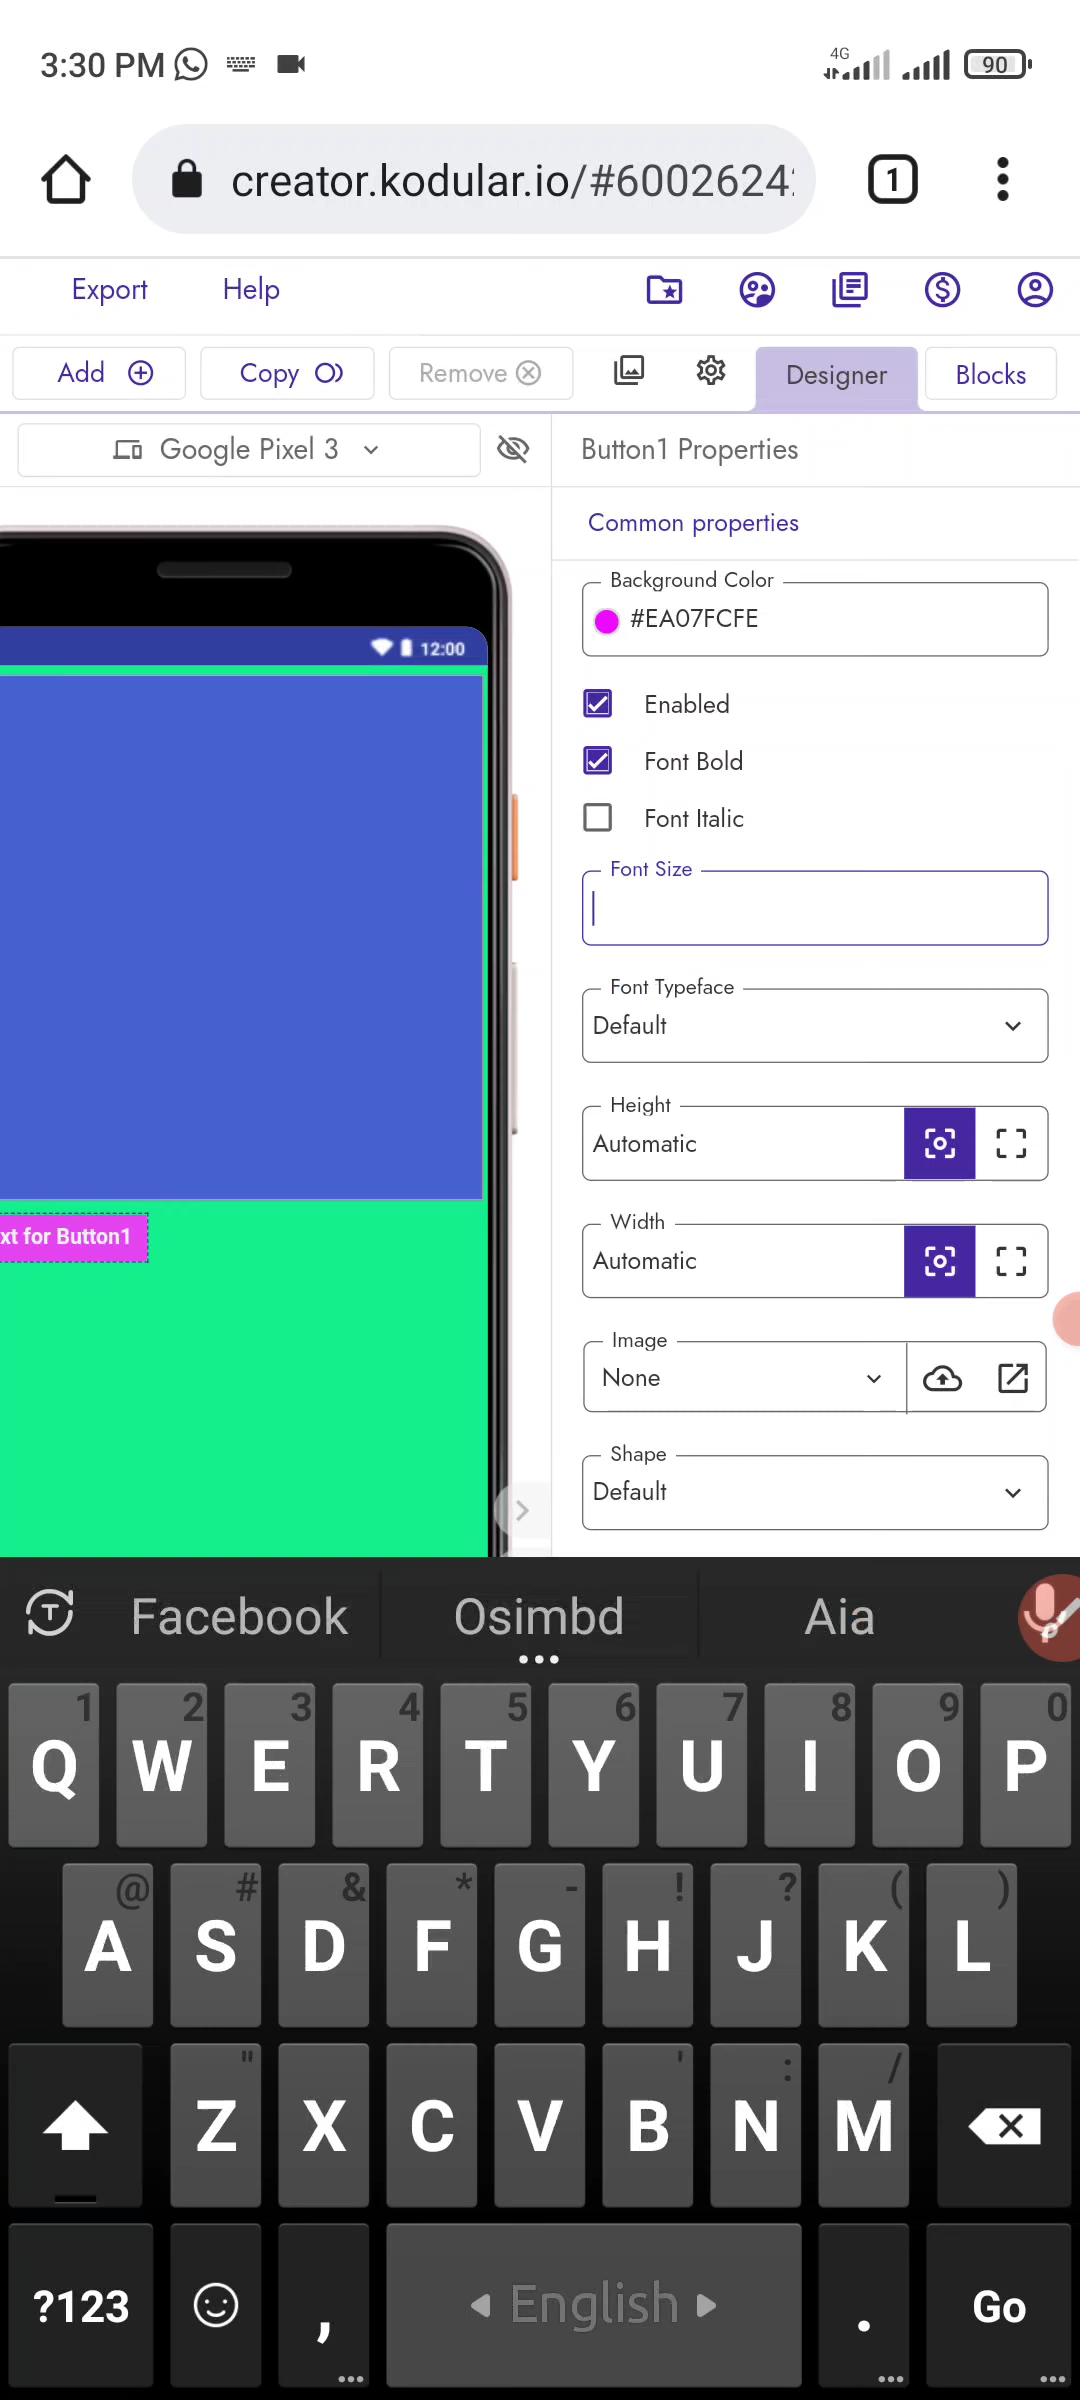 3:30 PM
4G
90
creator.kodular.io/#6002624
1
Export Help
Add Copy Remove Designer Blocks
Google Pixel 3
Button1 Properties
Common properties
Background Color
#EA07FCFE
12:00
Enabled
Font Bold
Font Italic
Font Size
Font Typeface
Default
Height
Automatic
Width
Automatic
xt for Button1
Image
None
Shape
Default
Facebook Osimbd Aia
1 2 3 4 5 6 7 8 9 0
Q W E R T Y U I O P
@ # & * - ! ? ( )
A S D F G H J K L
" ' : /
Z X C V B N M
?123 , English . Go